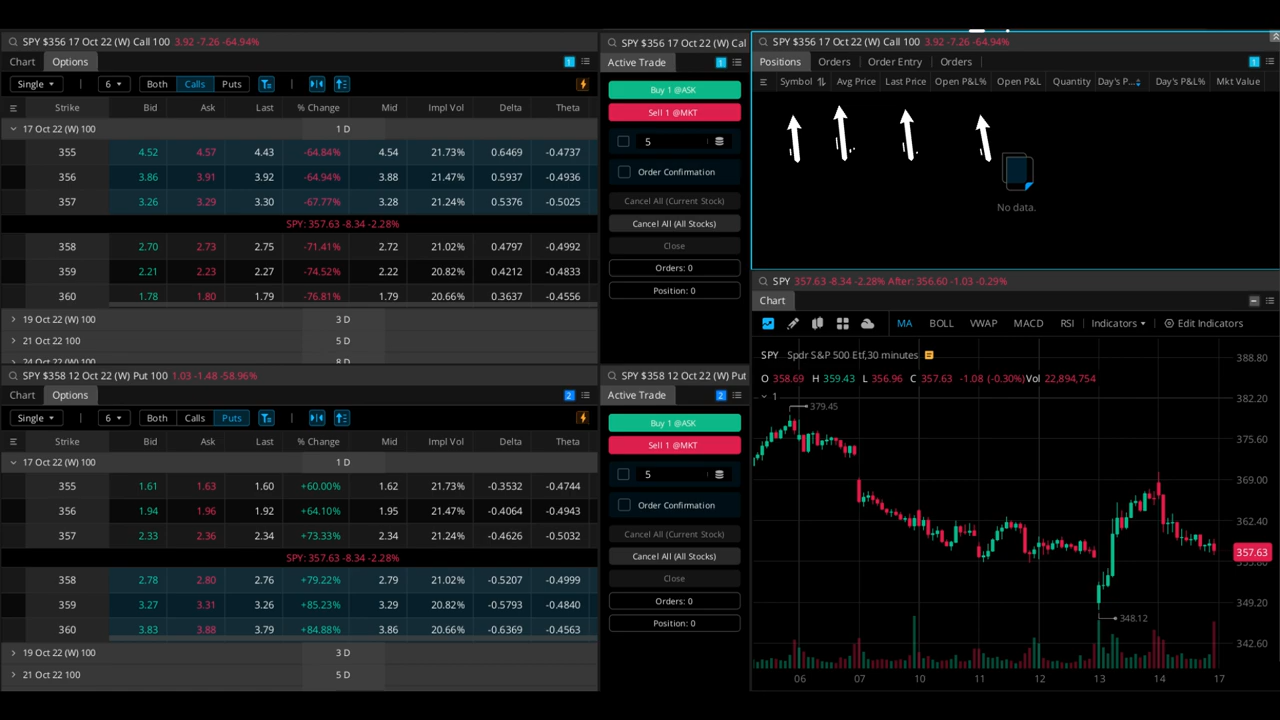 SPY $356 17 Oct 22 (W) Call 100 3.92 -7.26 -64.94%
Chart Options 1
Single 6 Both Calls Puts
Strike Bid Ask Last % Change Mid Impl Vol Delta Theta
17 Oct 22 (W) 100 1 D
355 4.52 4.57 4.43 -64.84% 4.54 21.73% 0.6469 -0.4737
356 3.86 3.91 3.92 -64.94% 3.88 21.47% 0.5937 -0.4936
357 3.26 3.29 3.30 -67.77% 3.28 21.24% 0.5376 -0.5025
SPY: 357.63 -8.34 -2.28%
358 2.70 2.73 2.75 -71.41% 2.72 21.02% 0.4797 -0.4992
359 2.21 2.23 2.27 -74.52% 2.22 20.82% 0.4212 -0.4833
360 1.78 1.80 1.79 -76.81% 1.79 20.66% 0.3637 -0.4556
19 Oct 22 (W) 100 3 D
21 Oct 22 100 5 D
24 Oct 22 (W) 100 8 D
SPY $358 12 Oct 22 (W) Put 100 1.03 -1.48 -58.96%
Chart Options 2
Single 6 Both Calls Puts
Strike Bid Ask Last % Change Mid Impl Vol Delta Theta
17 Oct 22 (W) 100 1 D
355 1.61 1.63 1.60 +60.00% 1.62 21.73% -0.3532 -0.4744
356 1.94 1.96 1.92 +64.10% 1.95 21.47% -0.4064 -0.4943
357 2.33 2.36 2.34 +73.33% 2.34 21.24% -0.4626 -0.5032
SPY: 357.63 -8.34 -2.28%
358 2.78 2.80 2.76 +79.22% 2.79 21.02% -0.5207 -0.4999
359 3.27 3.31 3.26 +85.23% 3.29 20.82% -0.5793 -0.4840
360 3.83 3.88 3.79 +84.88% 3.86 20.66% -0.6369 -0.4563
19 Oct 22 (W) 100 3 D
21 Oct 22 100 5 D
SPY $356 17 Oct 22 (W) Cal
Active Trade 1
Buy 1 @ASK
Sell 1 @MKT
5
Order Confirmation
Cancel All (Current Stock)
Cancel All (All Stocks)
Close
Orders: 0
Position: 0
SPY $358 12 Oct 22 (W) Put
Active Trade 2
Buy 1 @ASK
Sell 1 @MKT
5
Order Confirmation
Cancel All (Current Stock)
Cancel All (All Stocks)
Close
Orders: 0
Position: 0
SPY $356 17 Oct 22 (W) Call 100 3.92 -7.26 -64.94%
Positions Orders Order Entry Orders 1
Symbol Avg Price Last Price Open P&L% Open P&L Quantity Day's P... Day's P&L% Mkt Value
No data.
SPY 357.63 -8.34 -2.28% After: 356.60 -1.03 -0.29%
Chart
MA BOLL VWAP MACD RSI Indicators Edit Indicators
SPY Spdr S&P 500 Etf,30 minutes
O 358.69 H 359.43 L 356.96 C 357.63 -1.08 (-0.30%) Vol 22,894,754
1
379.45
348.12
388.80
382.20
375.60
369.00
362.40
357.63
355.80
349.20
342.60
06 07 10 11 12 13 14 17